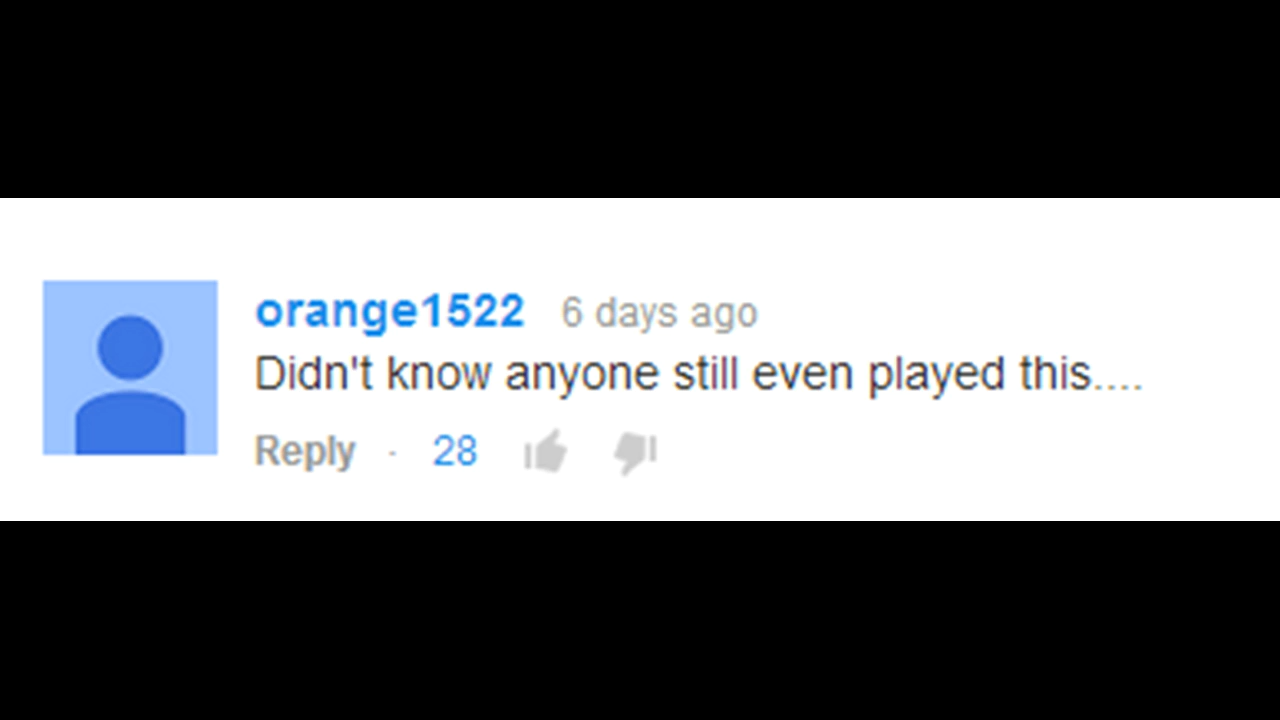 orange1522 6 days ago
Didn't know anyone still even played this....
Reply · 28